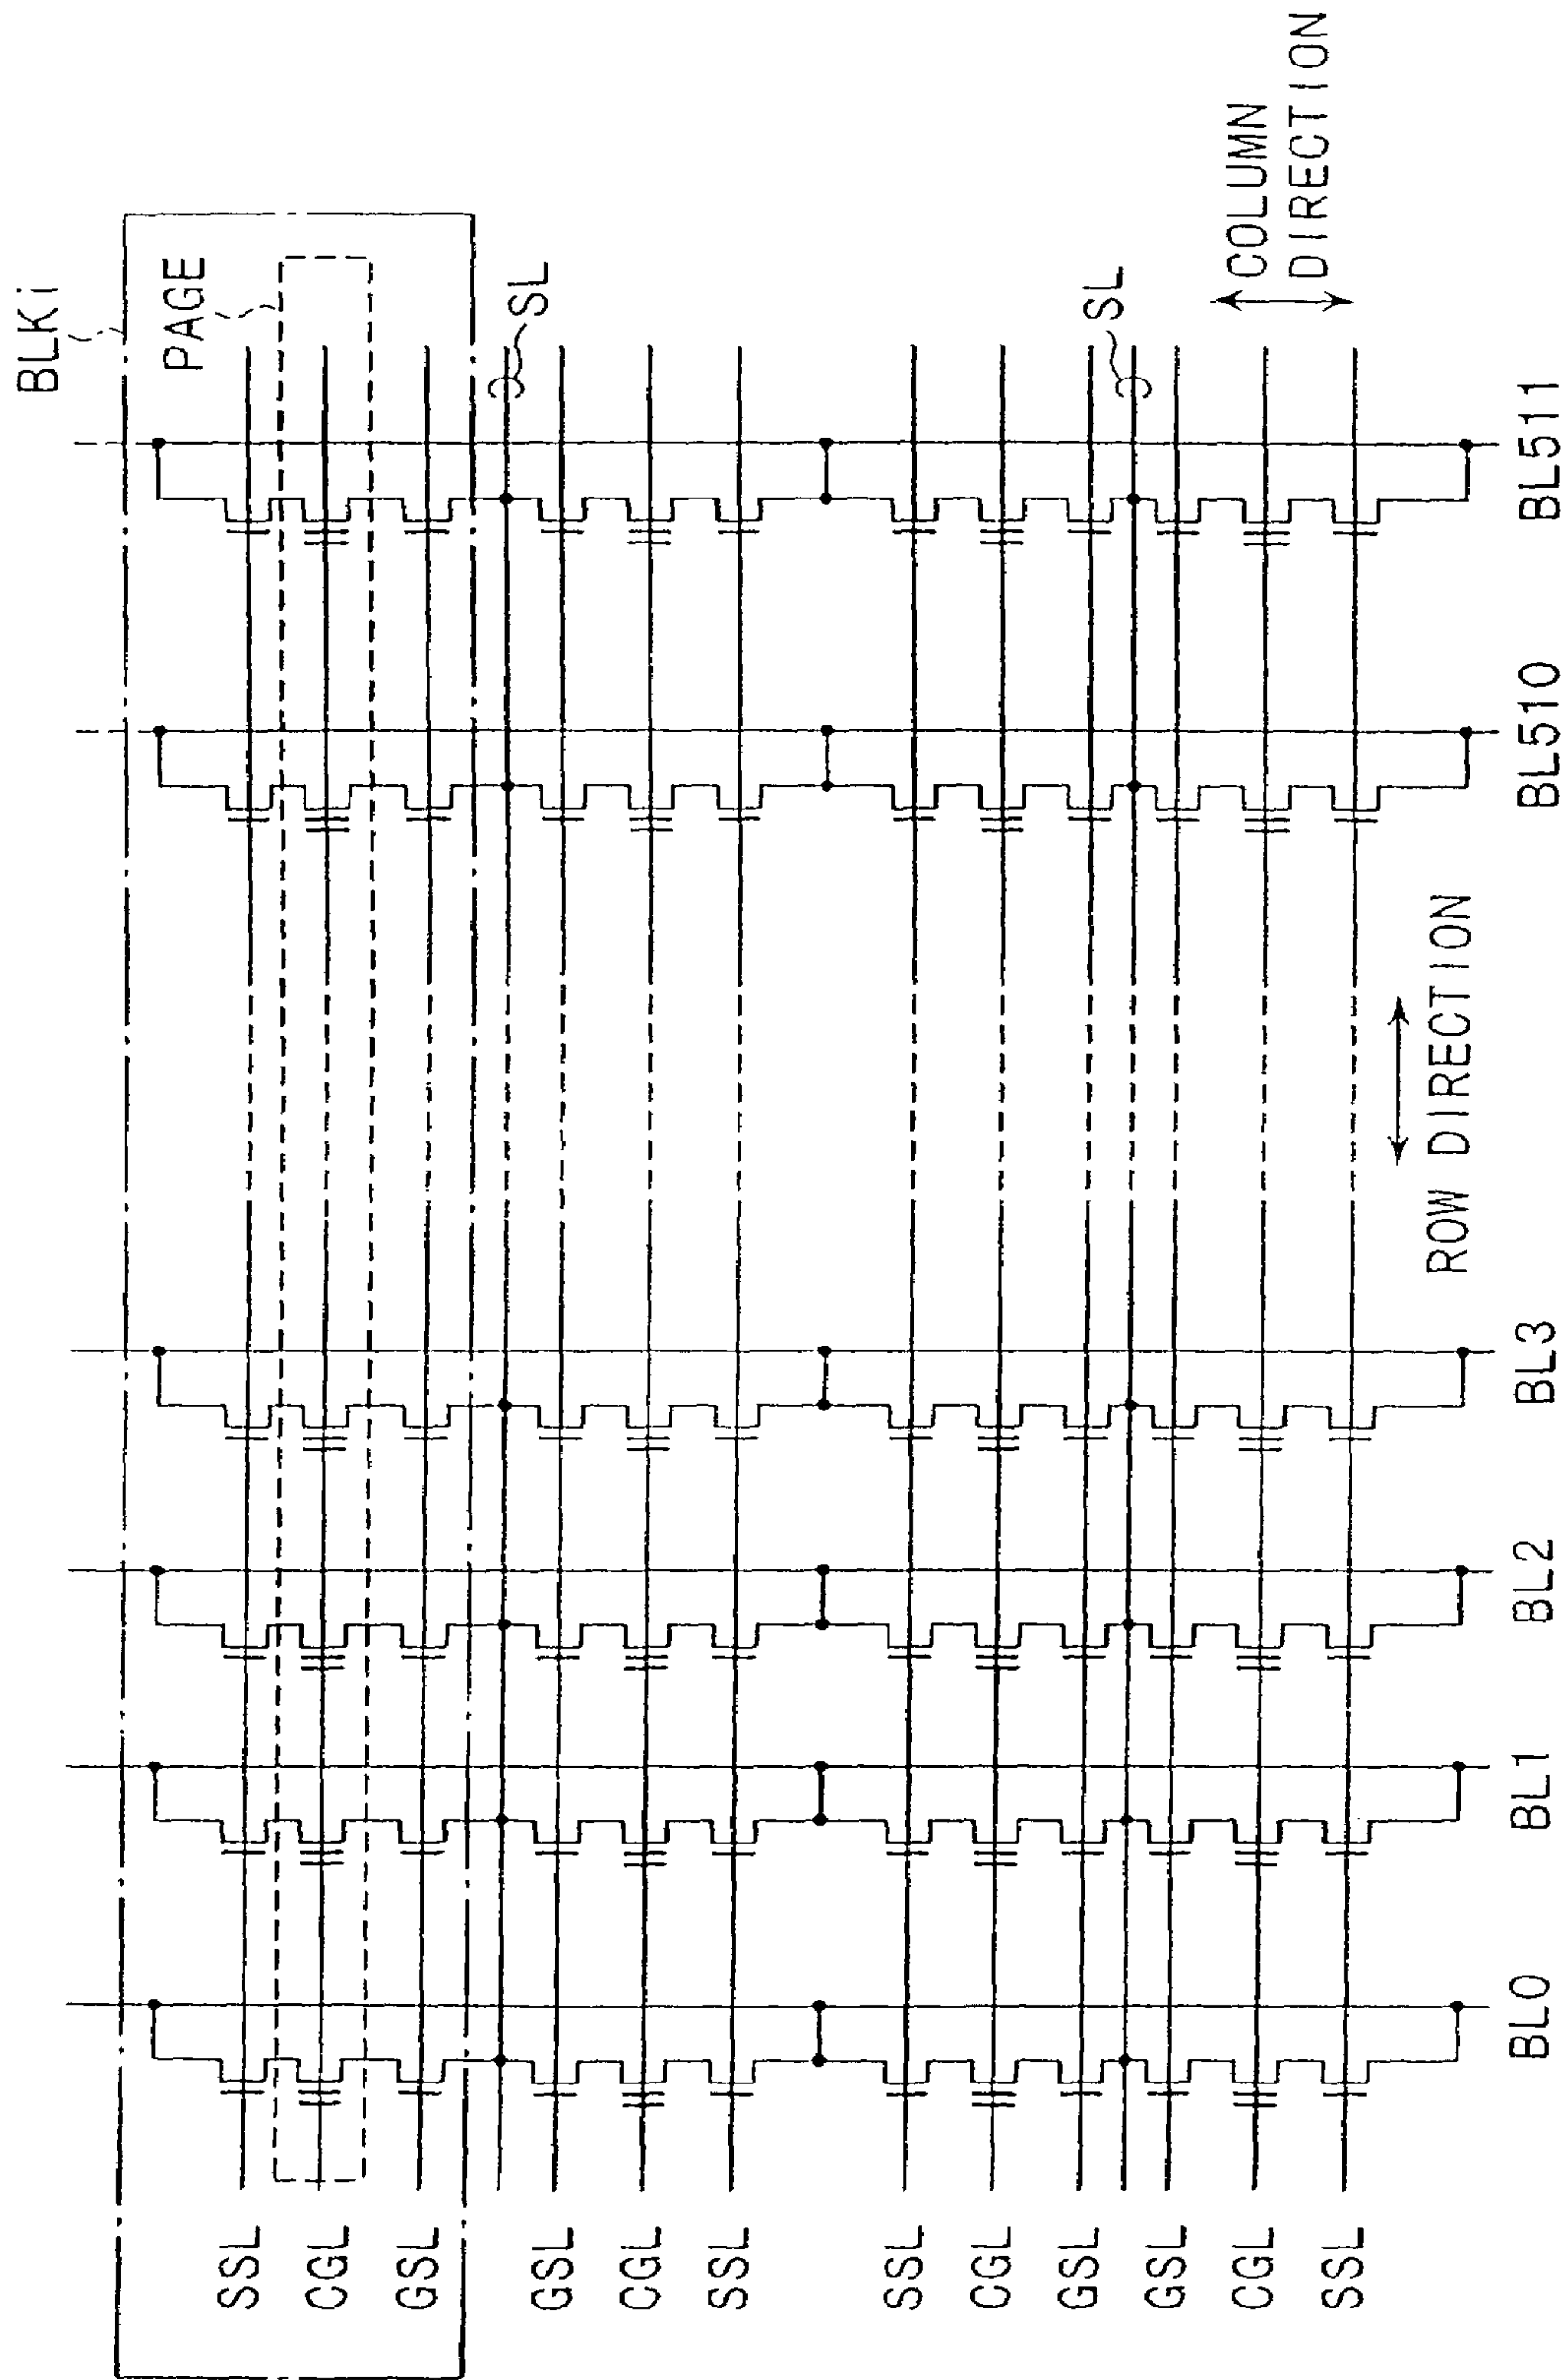 BLKi
PAGE
SSL
CGL
GSL
SL
GSL
CGL
SSL
SSL
CGL
GSL
SL
GSL
CGL
SSL
COLUMN
DIRECTION
ROW DIRECTION
BL0
BL1
BL2
BL3
BL510
BL511